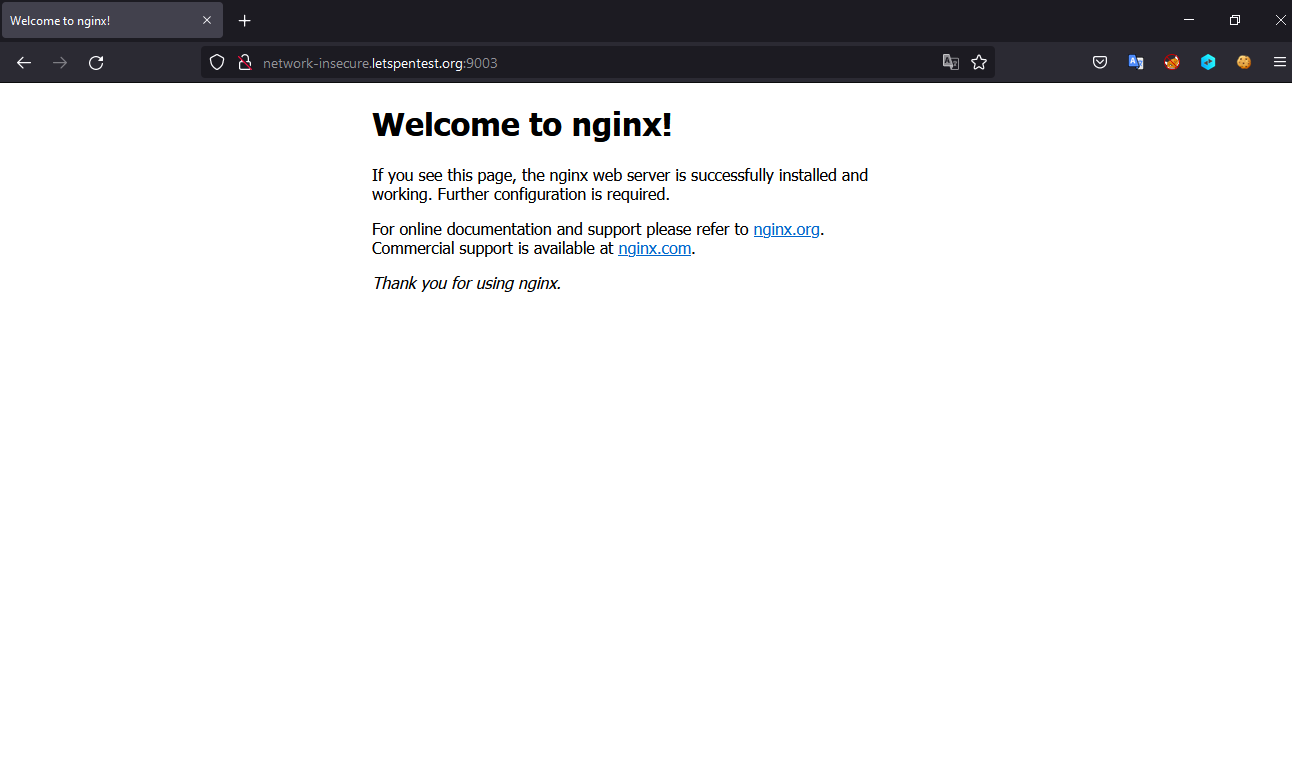 Welcome to nginx!
network-insecure.letspentest.org:9003
Welcome to nginx!
If you see this page, the nginx web server is successfully installed and
working. Further configuration is required.
For online documentation and support please refer to nginx.org.
Commercial support is available at nginx.com.
Thank you for using nginx.